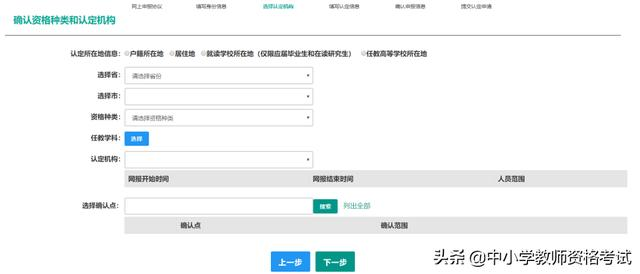 网上申报协议 填写身份信息 选择认定机构 填写认定信息 确认申报信息 提交认定申请
确认资格种类和认定机构
认定所在地信息: 户籍所在地 居住地 就读学校所在地（仅限应届毕业生和在读研究生） 任教高等学校所在地
选择省: 请选择省份
选择市:
资格种类: 请选择资格种类
任教学科: 选择
认定机构:
网报开始时间 网报结束时间 人员范围
选择确认点: 搜索 列出全部
确认点 确认范围
上一步 下一步
头条 @中小学教师资格考试